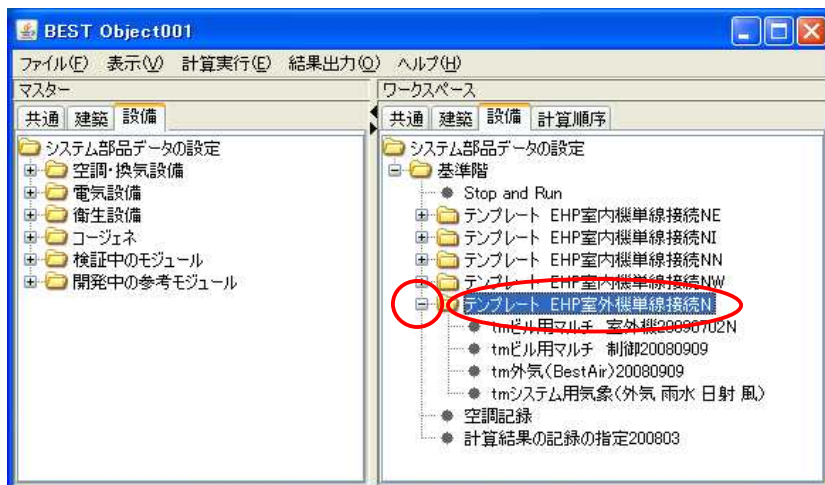 BEST Object001
ファイル(F) 表示(V) 計算実行(E) 結果出力(O) ヘルプ(H)
マスター
共通 建築 設備
システム部品データの設定
空調・換気設備
電気設備
衛生設備
コージェネ
検証中のモジュール
開発中の参考モジュール
ワークスペース
共通 建築 設備 計算順序
システム部品データの設定
基準階
Stop and Run
テンプレート EHP室内機単線接続NE
テンプレート EHP室内機単線接続NI
テンプレート EHP室内機単線接続NN
テンプレート EHP室内機単線接続NW
テンプレート EHP室外機単線接続N
tmビル用マルチ 室外機20080702N
tmビル用マルチ 制御20080909
tm外気(BestAir)20080909
tmシステム用気象(外気 雨水 日射 風)
空調記録
計算結果の記録の指定200803